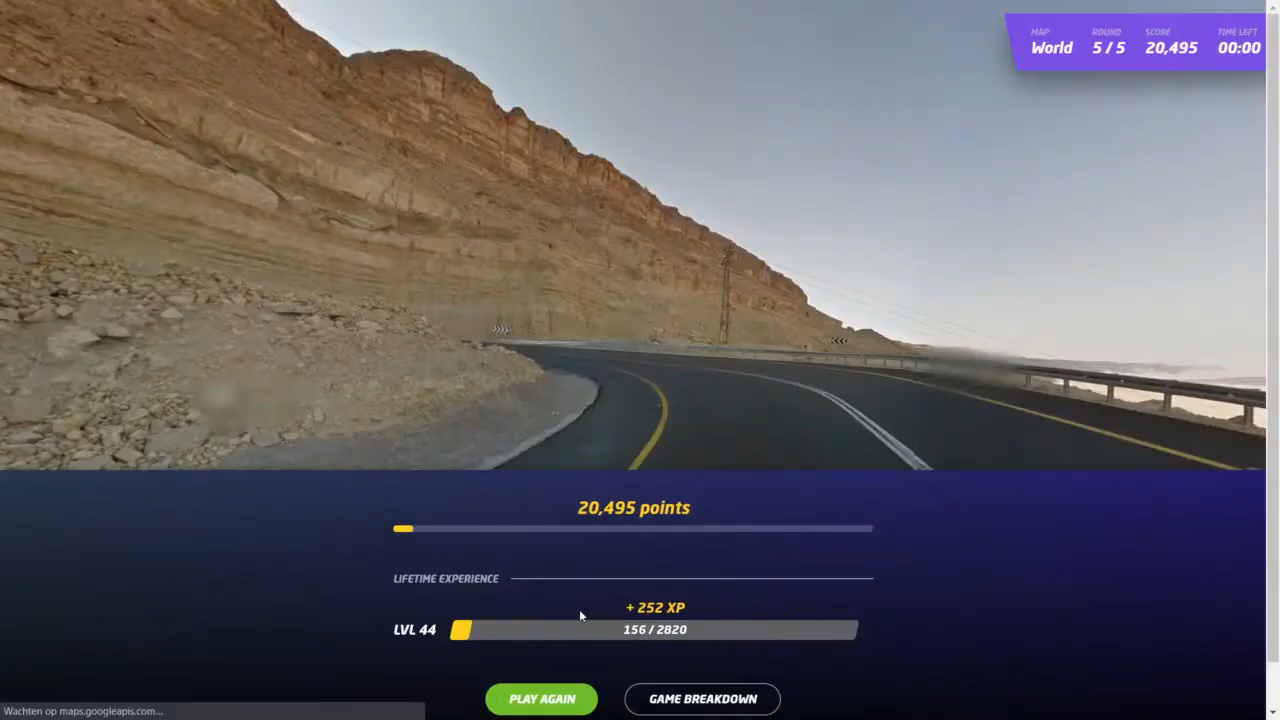 MAP ROUND SCORE TIME LEFT
World 5 / 5 20,495 00:00
20,495 points
LIFETIME EXPERIENCE
+ 252 XP
LVL 44 156 / 2820
PLAY AGAIN GAME BREAKDOWN
Wachten op maps.googleapis.com...